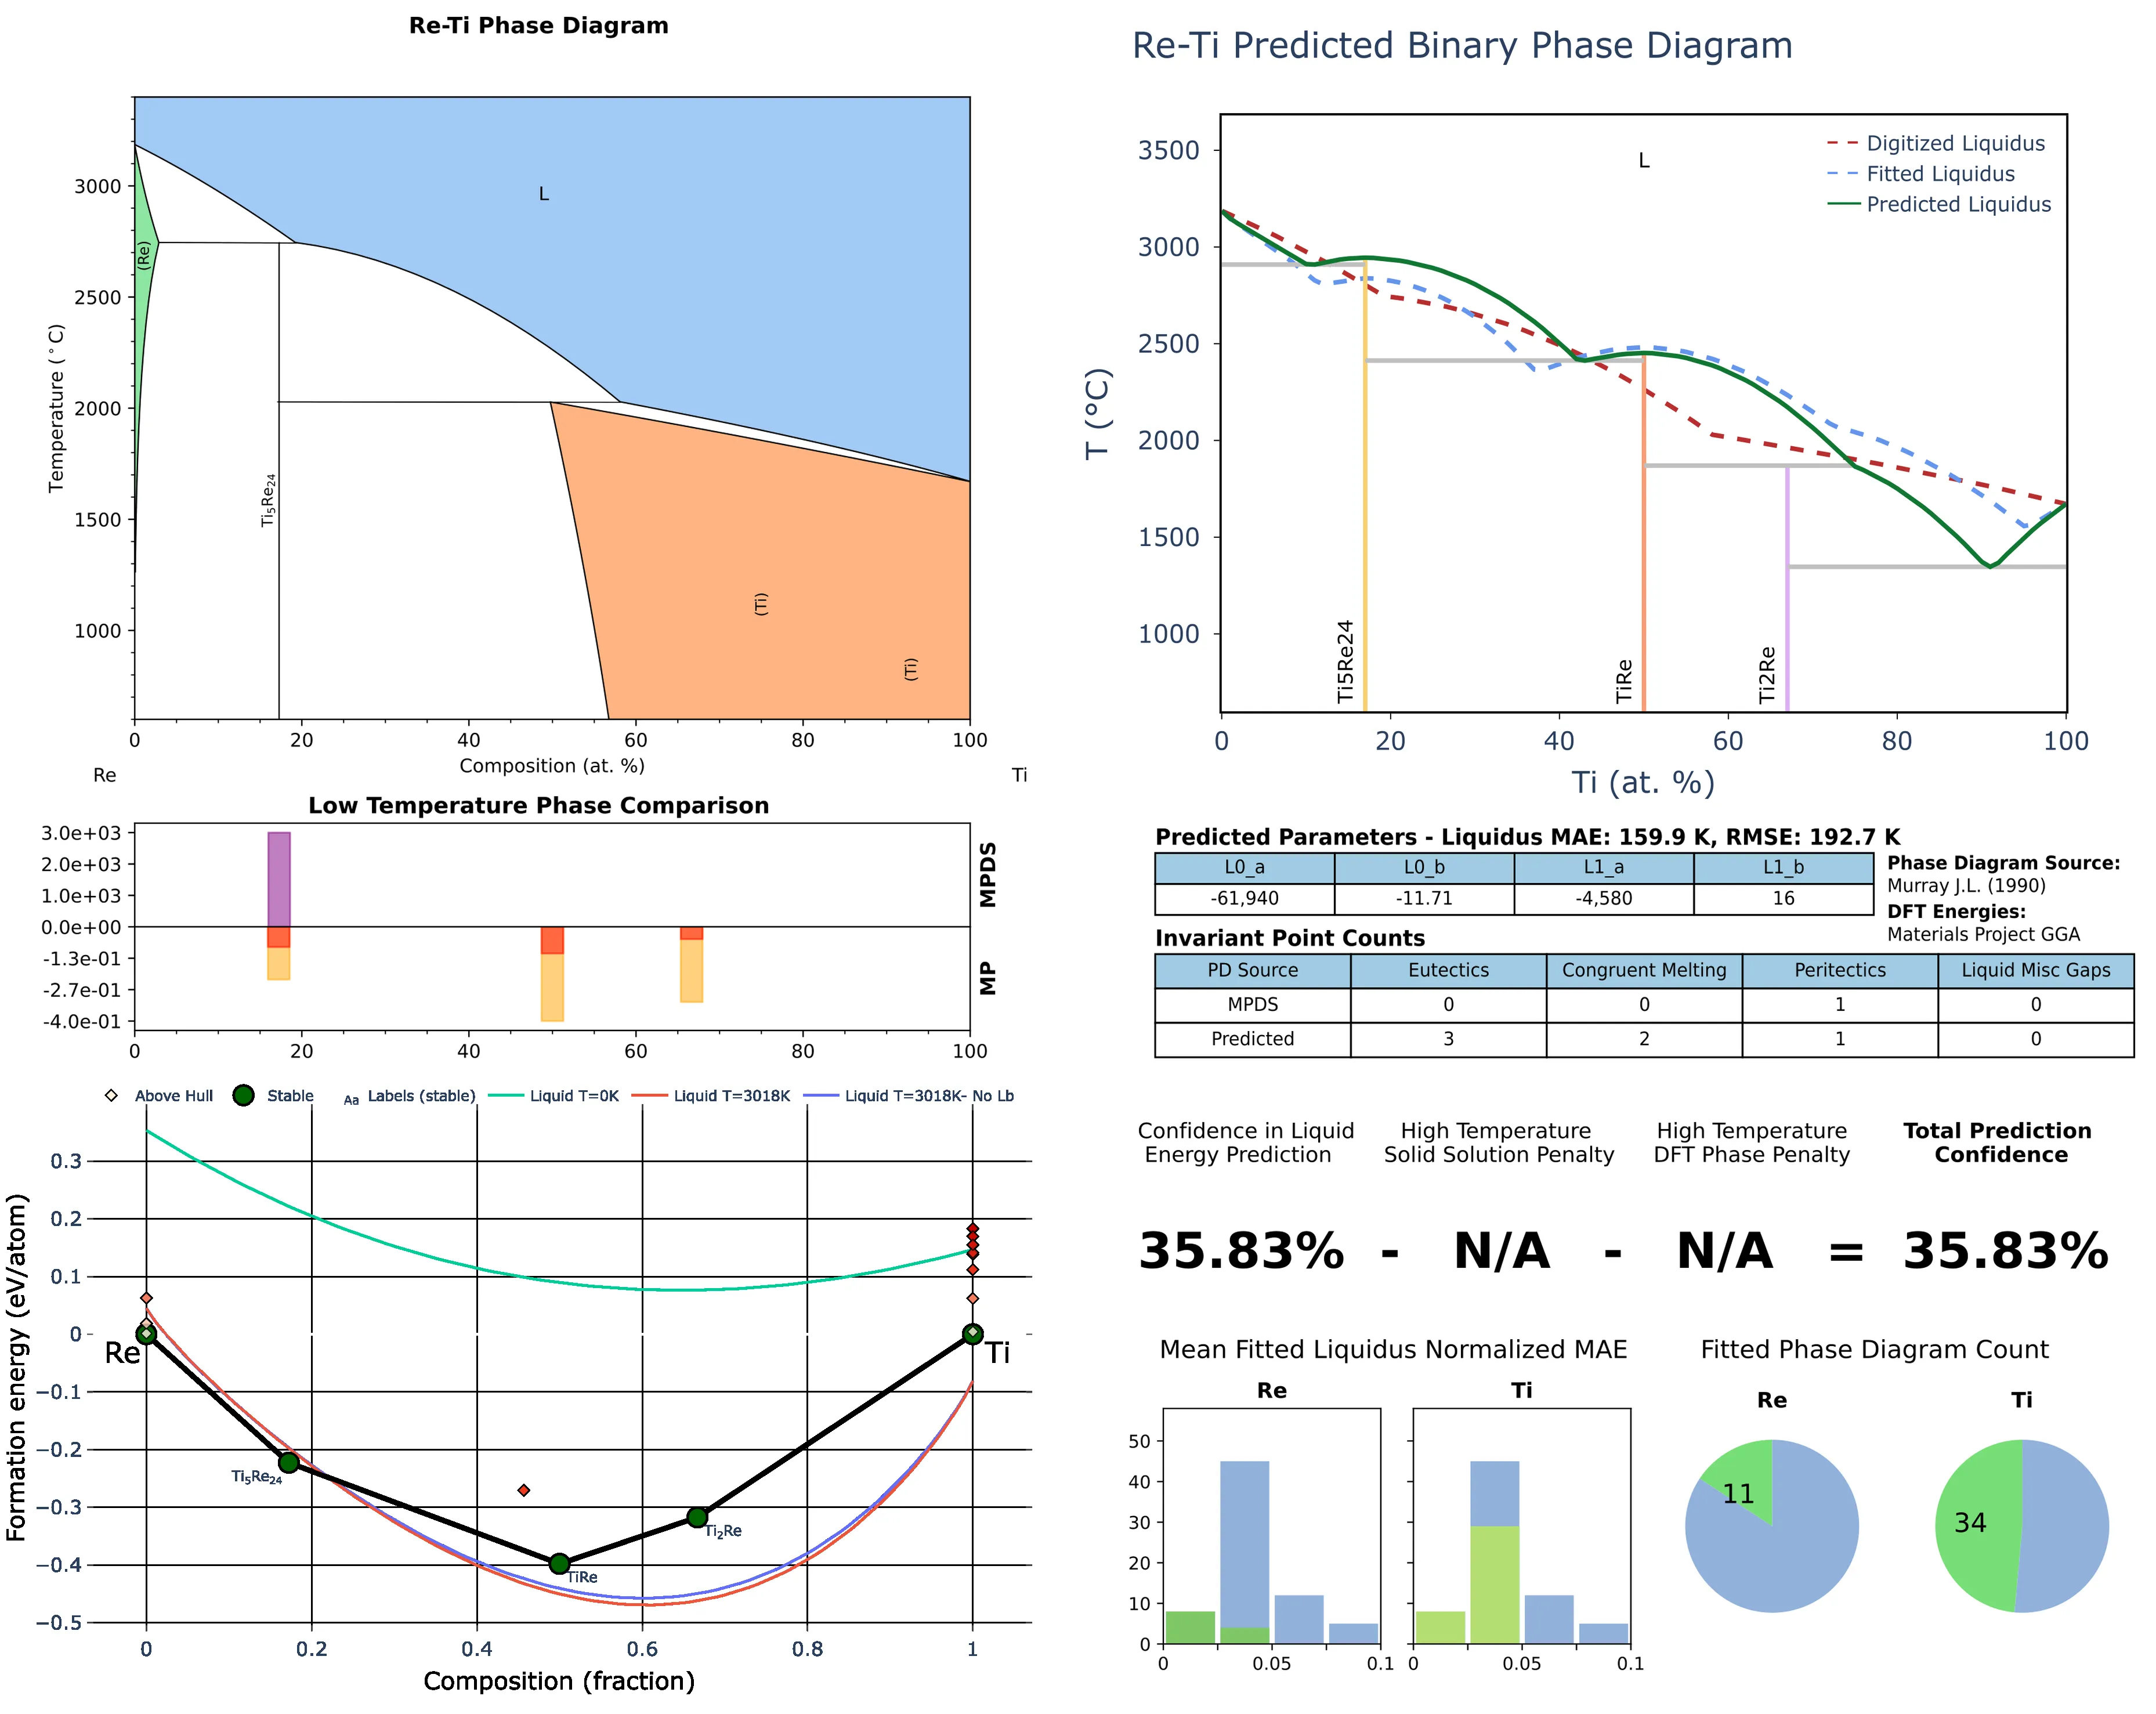 Re-Ti Phase Diagram
3000
2500
2000
1500
1000
Temperature (°C)
L
(Re)
Ti5Re24
(Ti)
(Ti)
0 20 40 60 80 100
Composition (at. %)
Re Ti
Low Temperature Phase Comparison
3.0e+03
2.0e+03
1.0e+03
0.0e+00
-1.3e-01
-2.7e-01
-4.0e-01
MPDS
MP
0 20 40 60 80 100
Above Hull Stable Aa Labels (stable) Liquid T=0K Liquid T=3018K Liquid T=3018K- No Lb
0.3
0.2
0.1
0
−0.1
−0.2
−0.3
−0.4
−0.5
Formation energy (eV/atom)
Re
Ti
Ti5Re24
Ti2Re
TiRe
0 0.2 0.4 0.6 0.8 1
Composition (fraction)
Re-Ti Predicted Binary Phase Diagram
3500
3000
2500
2000
1500
1000
T (°C)
L
Digitized Liquidus
Fitted Liquidus
Predicted Liquidus
Ti5Re24
TiRe
Ti2Re
0 20 40 60 80 100
Ti (at. %)
Predicted Parameters - Liquidus MAE: 159.9 K, RMSE: 192.7 K
L0_a L0_b L1_a L1_b
-61,940 -11.71 -4,580 16
Phase Diagram Source:
Murray J.L. (1990)
DFT Energies:
Materials Project GGA
Invariant Point Counts
PD Source Eutectics Congruent Melting Peritectics Liquid Misc Gaps
MPDS 0 0 1 0
Predicted 3 2 1 0
Confidence in Liquid High Temperature High Temperature Total Prediction
Energy Prediction Solid Solution Penalty DFT Phase Penalty Confidence
35.83% - N/A - N/A = 35.83%
Mean Fitted Liquidus Normalized MAE
Re Ti
50
40
30
20
10
0
0 0.05 0.1 0 0.05 0.1
Fitted Phase Diagram Count
Re Ti
11 34